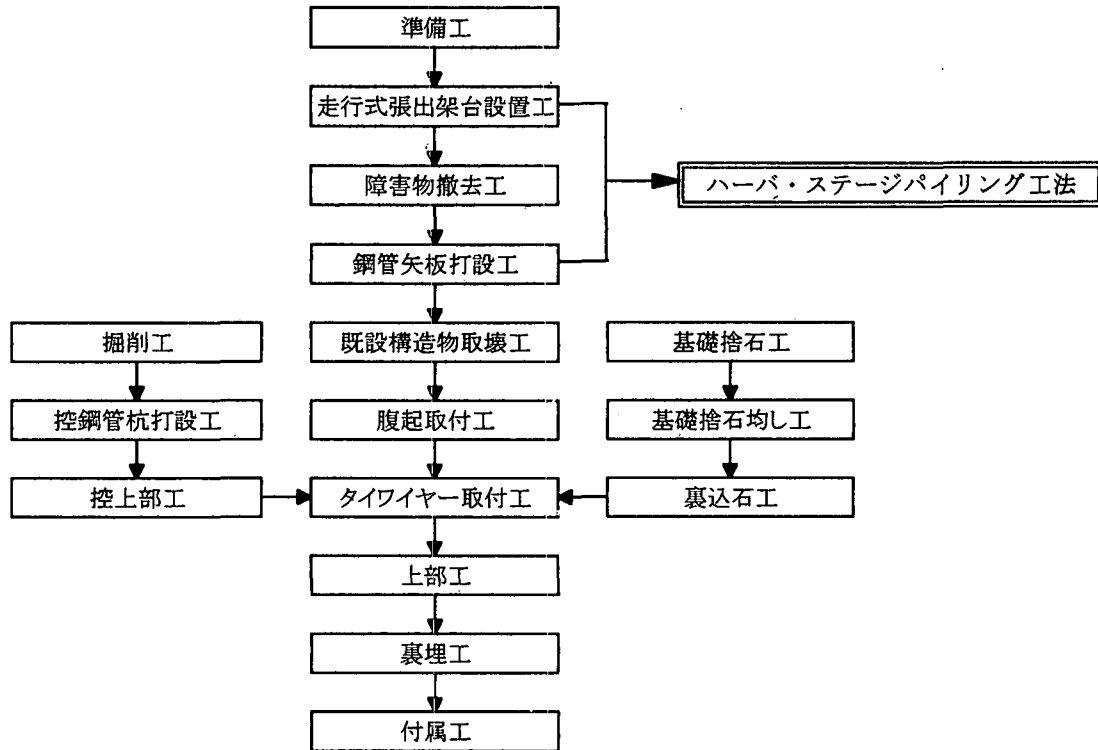 準備工
走行式張出架台設置工
障害物撤去工
ハーバ・ステージパイリング工法
鋼管矢板打設工
掘削工
既設構造物取壊工
基礎捨石工
控鋼管杭打設工
腹起取付工
基礎捨石均し工
控上部工
タイワイヤー取付工
裏込石工
上部工
裏埋工
付属工